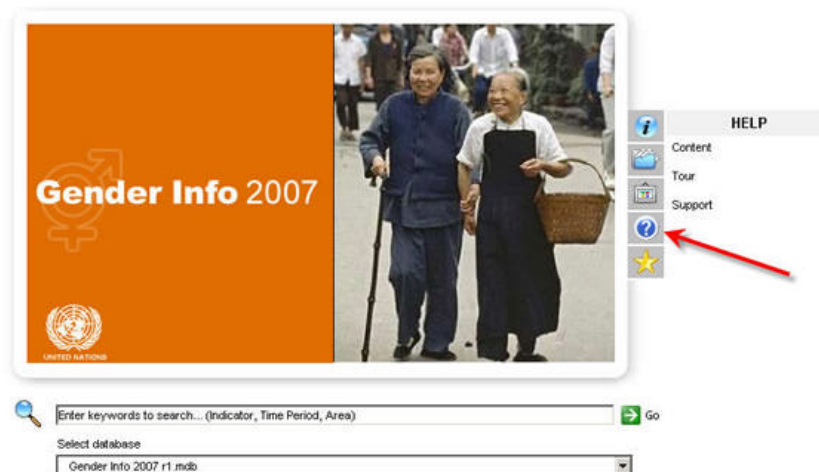 Gender Info 2007
UNITED NATIONS
HELP
Content
Tour
Support
Enter keywords to search... (Indicator, Time Period, Area)
Go
Select database
Gender Info 2007 r1.mdb